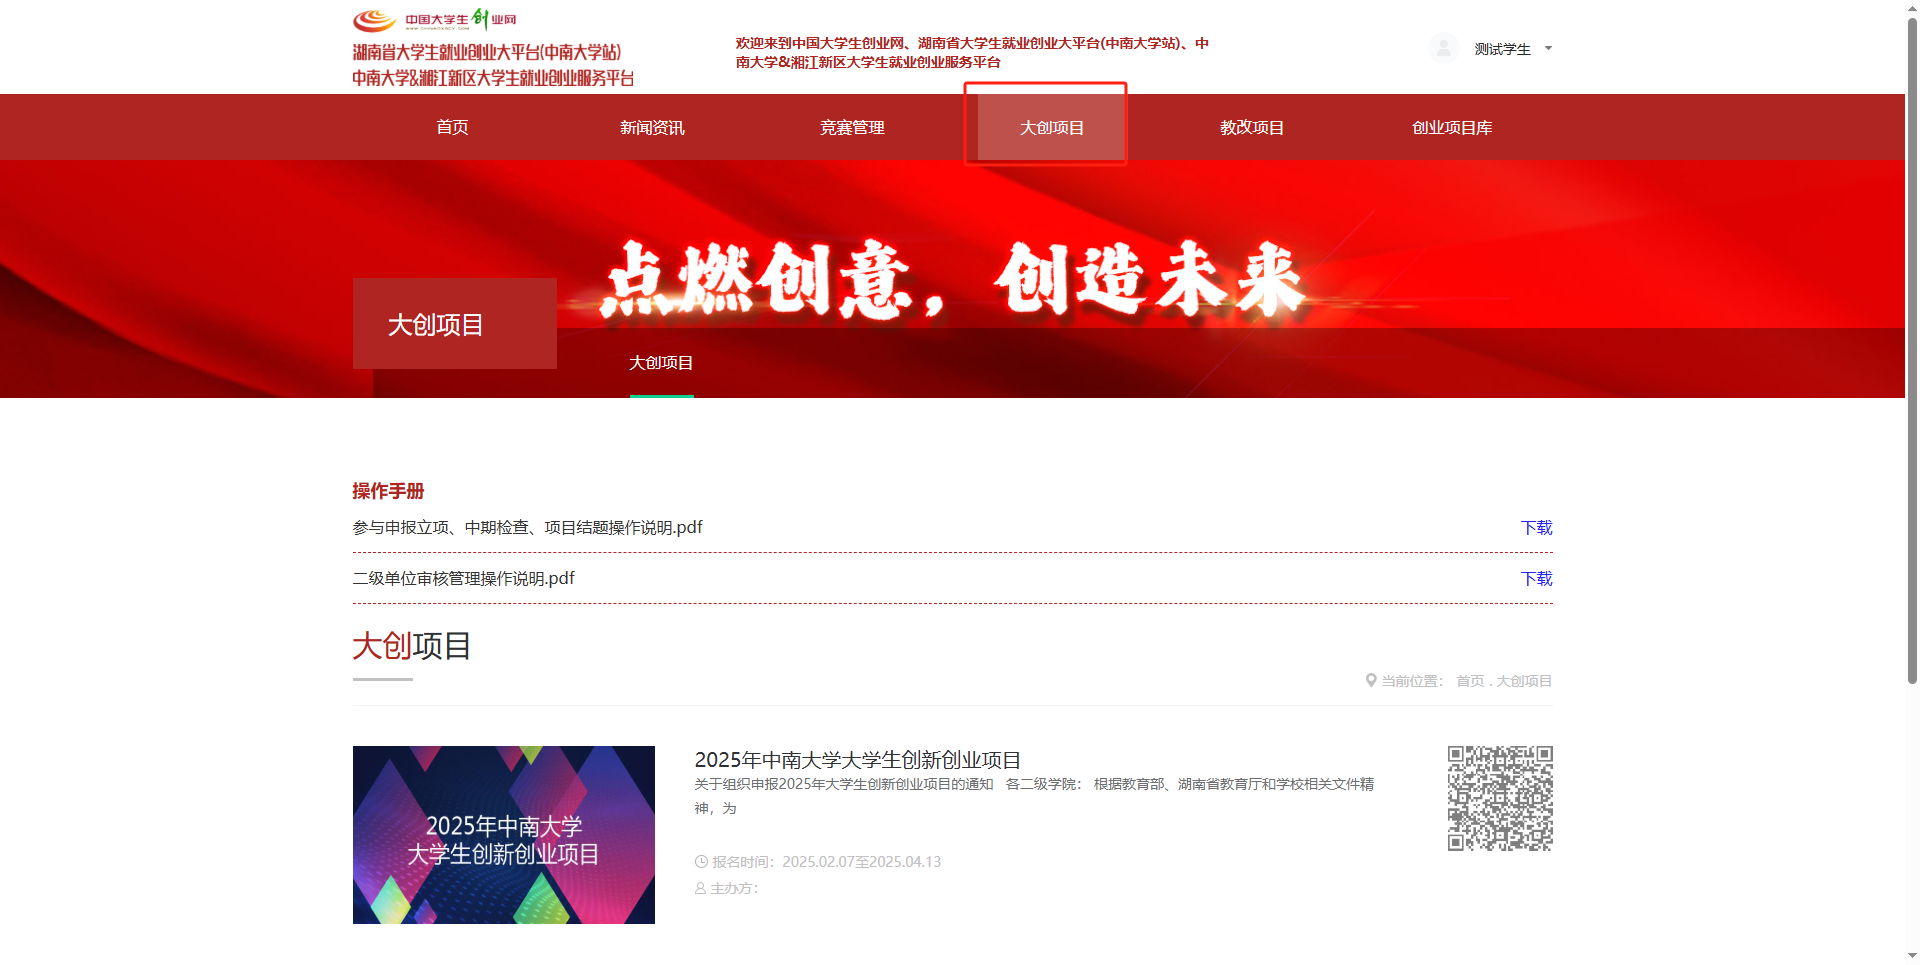 中国大学生创业网
湖南省大学生就业创业大平台(中南大学站)
中南大学&湘江新区大学生就业创业服务平台
欢迎来到中国大学生创业网、湖南省大学生就业创业大平台(中南大学站)、中
南大学&湘江新区大学生就业创业服务平台
测试学生
首页
新闻资讯
竞赛管理
大创项目
教改项目
创业项目库
点燃创意，创造未来
大创项目
大创项目
操作手册
参与申报立项、中期检查、项目结题操作说明.pdf
下载
二级单位审核管理操作说明.pdf
下载
大创项目
当前位置： 首页 . 大创项目
2025年中南大学
大学生创新创业项目
2025年中南大学大学生创新创业项目
关于组织申报2025年大学生创新创业项目的通知 各二级学院： 根据教育部、湖南省教育厅和学校相关文件精
神，为
报名时间：2025.02.07至2025.04.13
主办方：